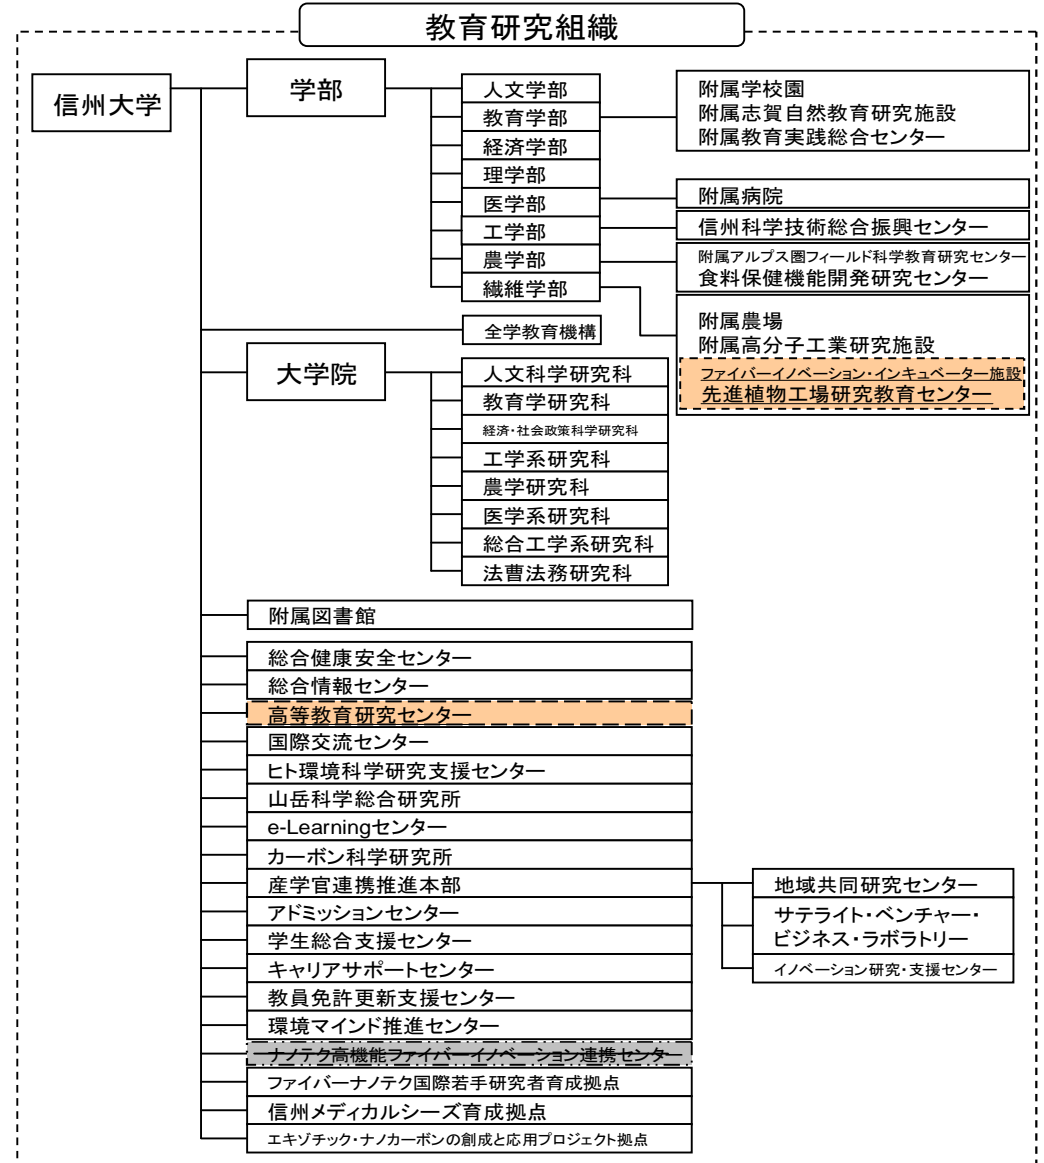 教育研究組織
信州大学
学部
人文学部
教育学部
経済学部
理学部
医学部
工学部
農学部
繊維学部
附属学校園
附属志賀自然教育研究施設
附属教育実践総合センター
附属病院
信州科学技術総合振興センター
附属アルプス圏フィールド科学教育研究センター
食料保健機能開発研究センター
附属農場
附属高分子工業研究施設
ファイバーイノベーション・インキュベーター施設
先進植物工場研究教育センター
全学教育機構
大学院
人文科学研究科
教育学研究科
経済・社会政策科学研究科
工学系研究科
農学研究科
医学系研究科
総合工学系研究科
法曹法務研究科
附属図書館
総合健康安全センター
総合情報センター
高等教育研究センター
国際交流センター
ヒト環境科学研究支援センター
山岳科学総合研究所
e-Learningセンター
カーボン科学研究所
産学官連携推進本部
アドミッションセンター
学生総合支援センター
キャリアサポートセンター
教員免許更新支援センター
環境マインド推進センター
ナノテク高機能ファイバーイノベーション連携センター
ファイバーナノテク国際若手研究者育成拠点
信州メディカルシーズ育成拠点
エキゾチック・ナノカーボンの創成と応用プロジェクト拠点
地域共同研究センター
サテライト・ベンチャー・
ビジネス・ラボラトリー
イノベーション研究・支援センター